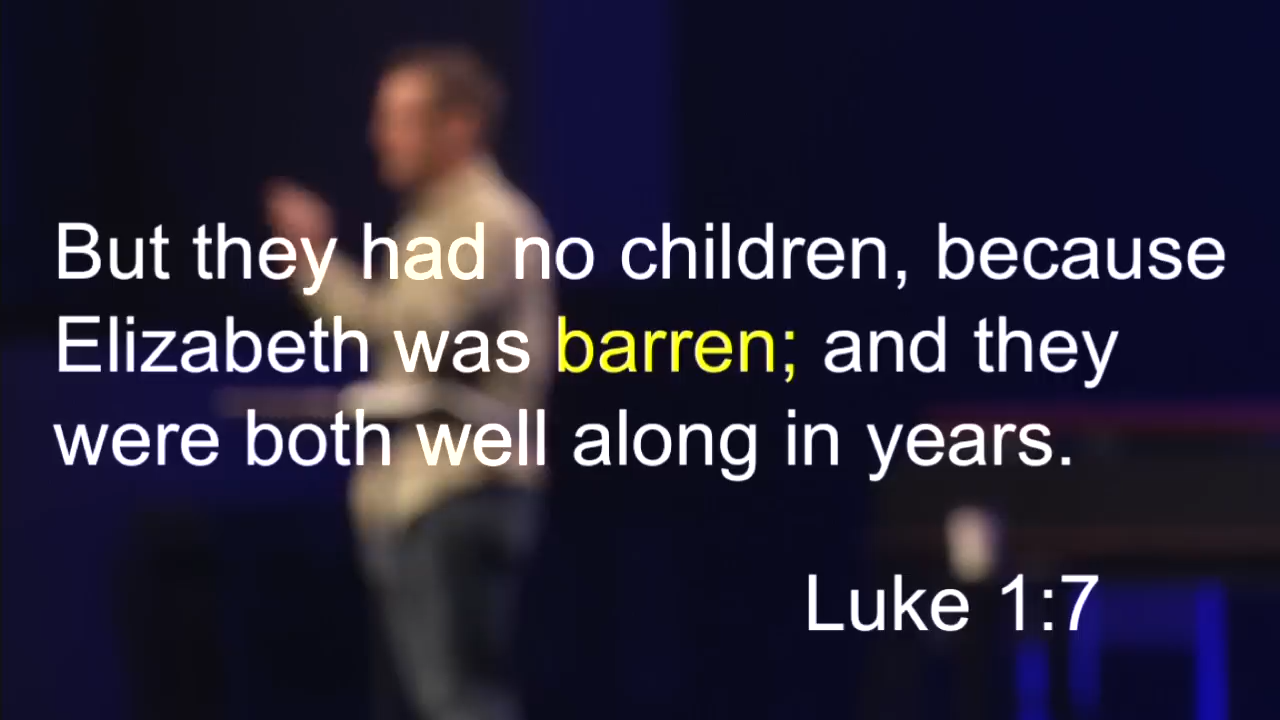 But they had no children, because
Elizabeth was barren; and they
were both well along in years.
Luke 1:7